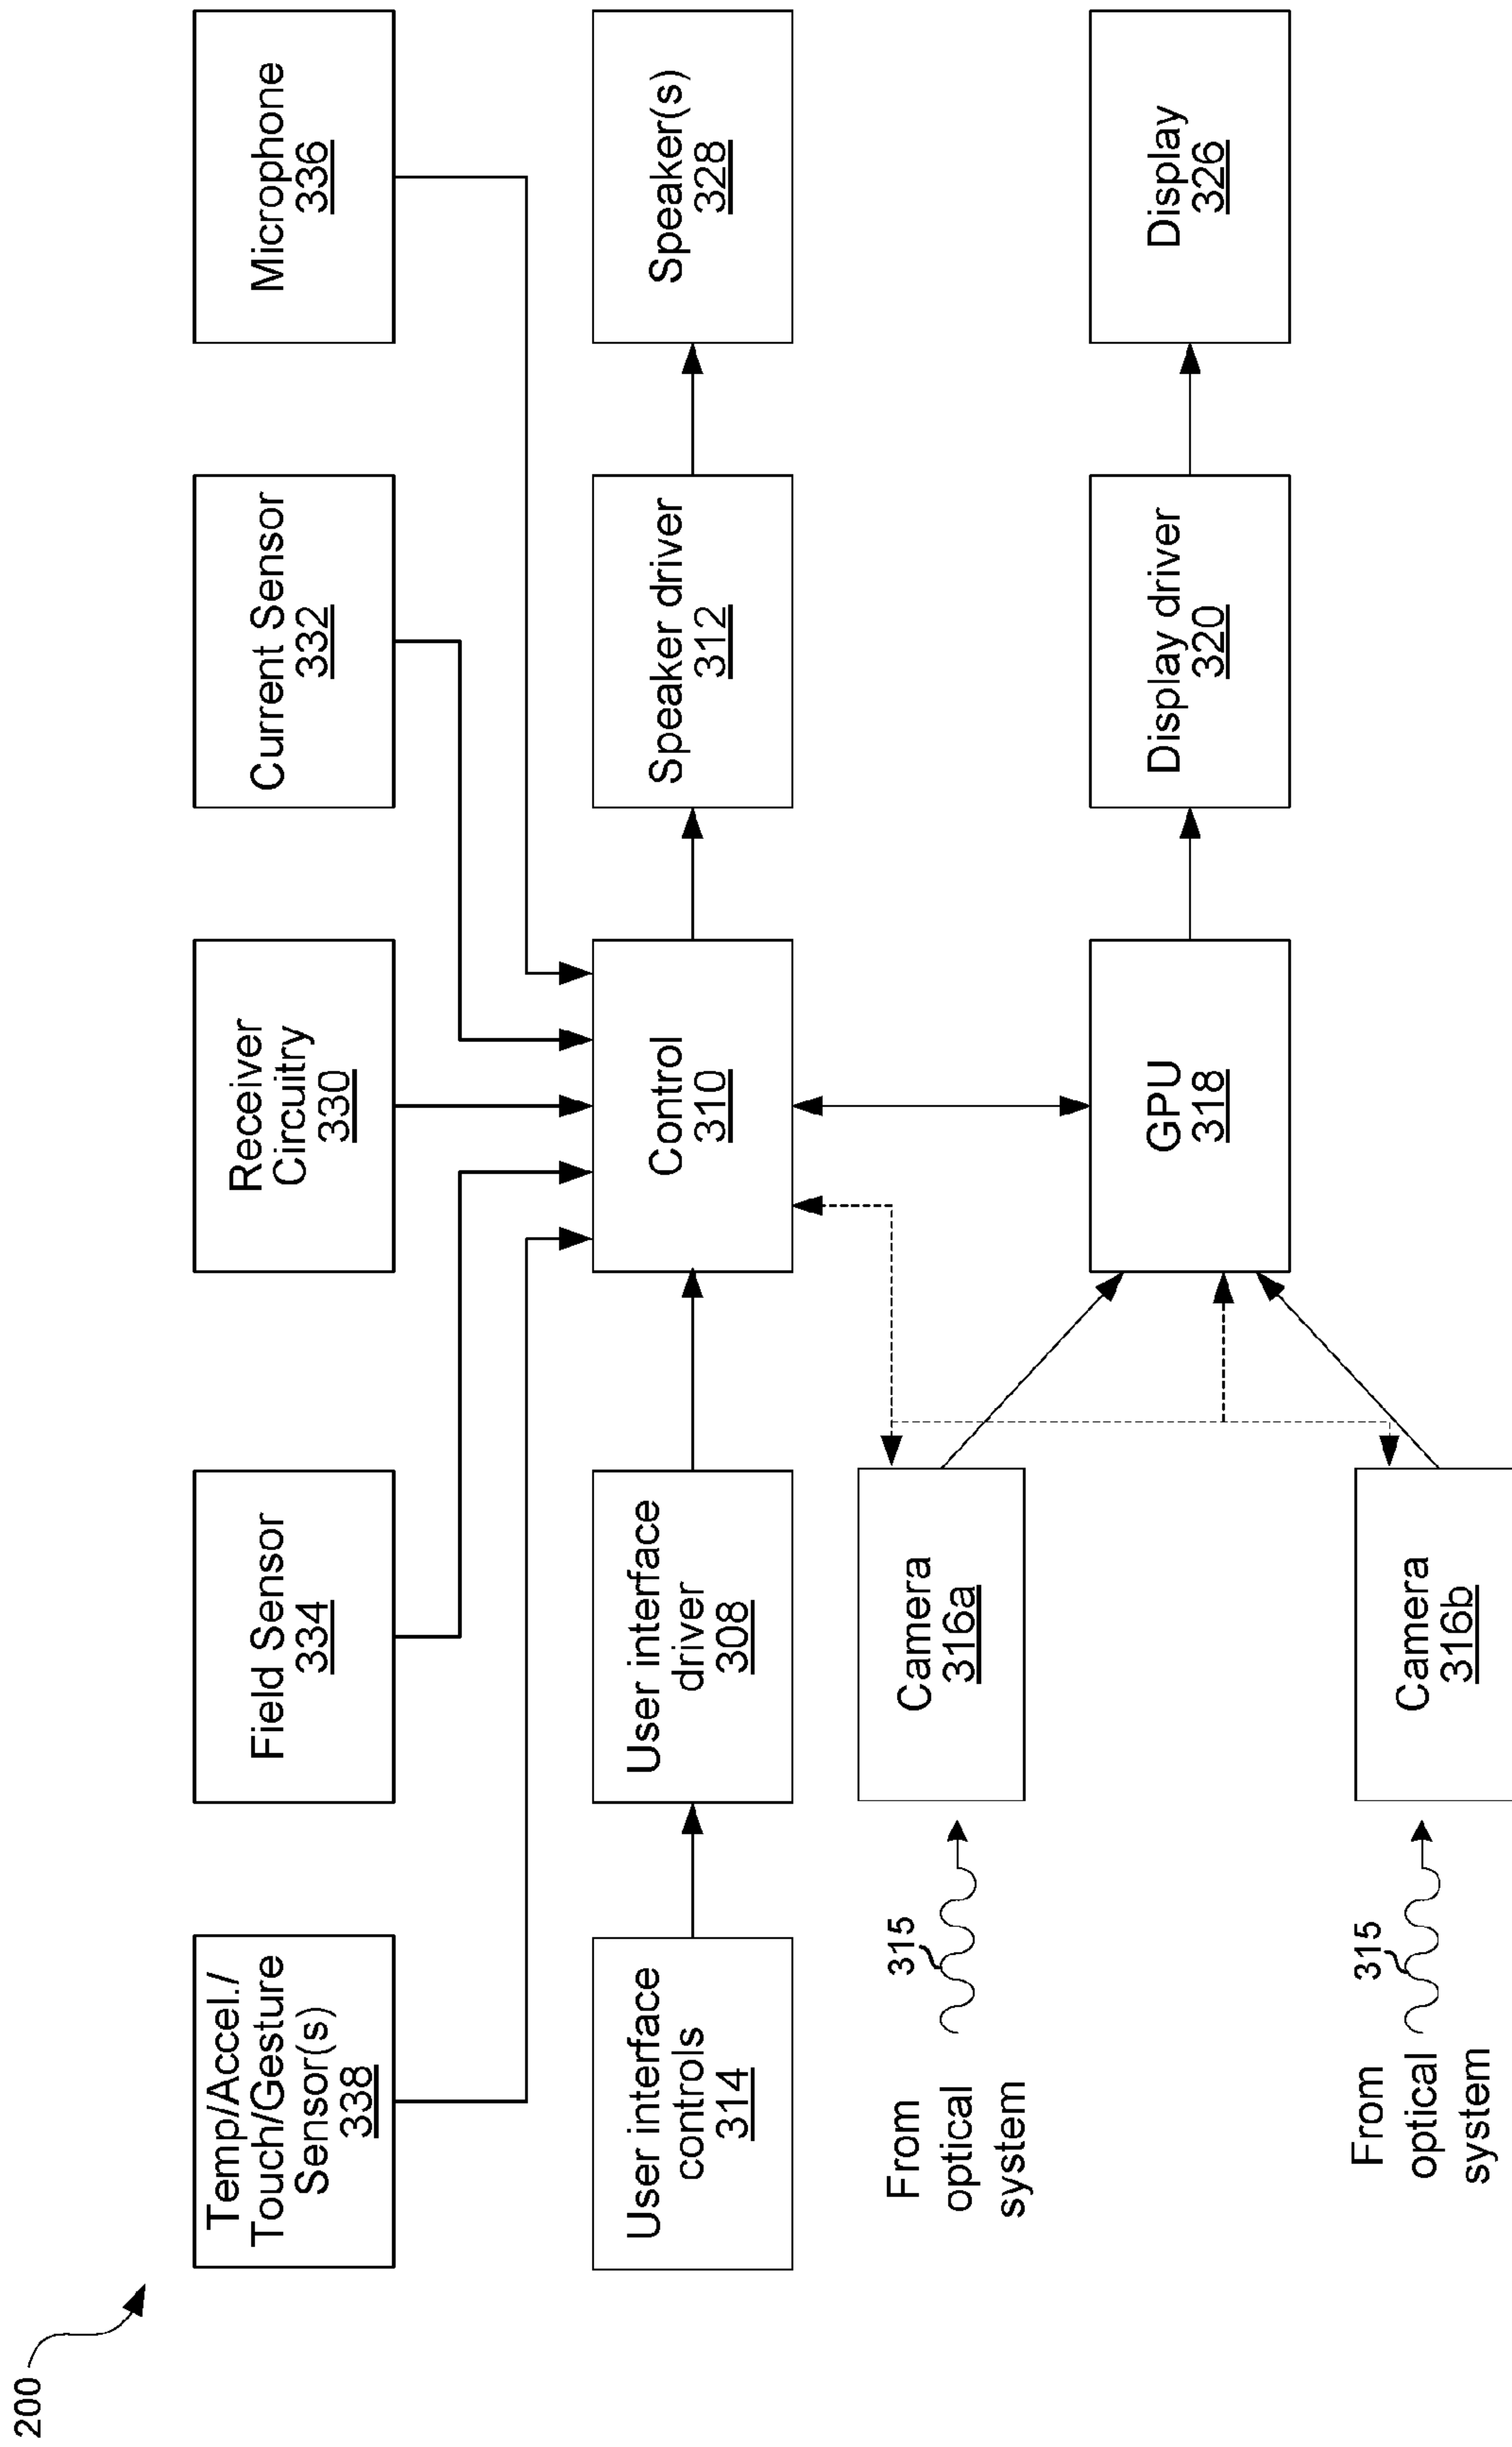 200
Temp/Accel./
Touch/Gesture
Sensor(s)
338
Field Sensor
334
Receiver
Circuitry
330
Current Sensor
332
Microphone
336
User interface
controls
314
User interface
driver
308
Control
310
Speaker driver
312
Speaker(s)
328
From
optical
system
315
Camera
316a
GPU
318
Display driver
320
Display
326
From
optical
system
315
Camera
316b